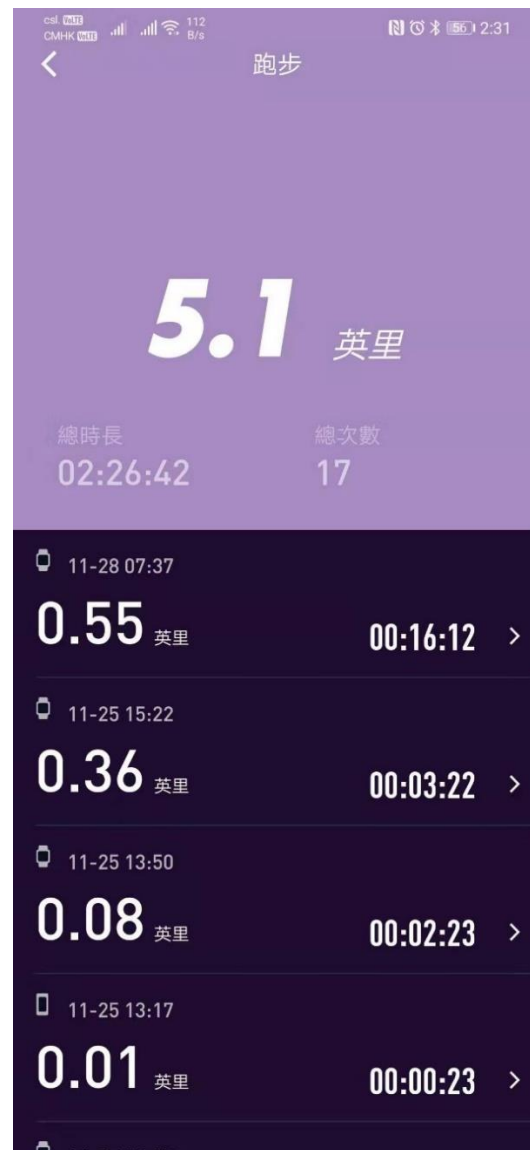 csl. VoLTE 112
CMHK VoLTE B/s 56 2:31
跑步
5.1 英里
總時長 總次數
02:26:42 17
11-28 07:37
0.55 英里 00:16:12
11-25 15:22
0.36 英里 00:03:22
11-25 13:50
0.08 英里 00:02:23
11-25 13:17
0.01 英里 00:00:23